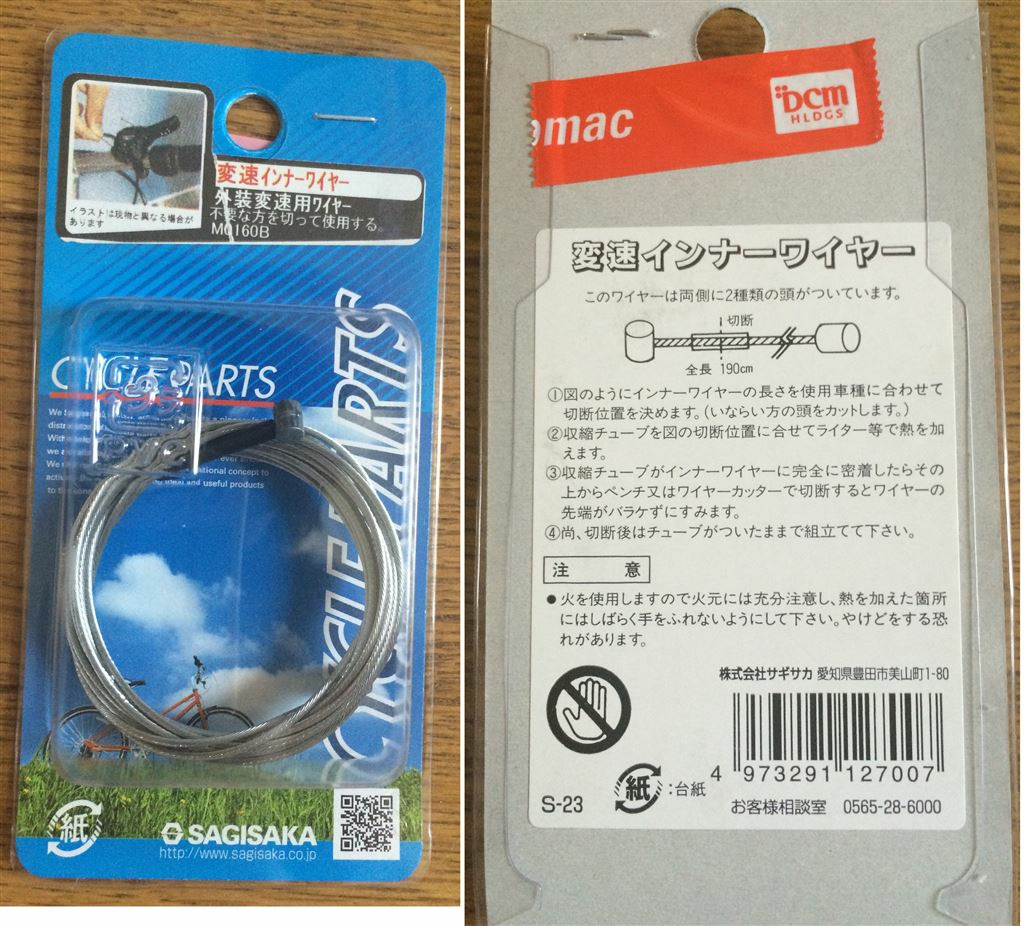 変速インナーワイヤー
外装変速用ワイヤー
不要な方を切って使用する。
MO160B
イラストは現物と異なる場合が
あります
CYCLE PARTS
CYCLE PARTS
national concept to
ideal and useful products
紙
SAGISAKA
http://www.sagisaka.co.jp
omac
DCM
HLDGS
変速インナーワイヤー
このワイヤーは両側に2種類の頭がついています。
切断
全長 190cm
①図のようにインナーワイヤーの長さを使用車種に合わせて
切断位置を決めます。(いならい方の頭をカットします。)
②収縮チューブを図の切断位置に合せてライター等で熱を加
えます。
③収縮チューブがインナーワイヤーに完全に密着したらその
上からペンチ又はワイヤーカッターで切断するとワイヤーの
先端がバラケずにすみます。
④尚、切断後はチューブがついたままで組立てて下さい。
注 意
●火を使用しますので火元には充分注意し、熱を加えた箇所
にはしばらく手をふれないようにして下さい。やけどをする恐
れがあります。
株式会社サギサカ 愛知県豊田市美山町1-80
4 973291 127007
S-23
紙:台紙
お客様相談室 0565-28-6000